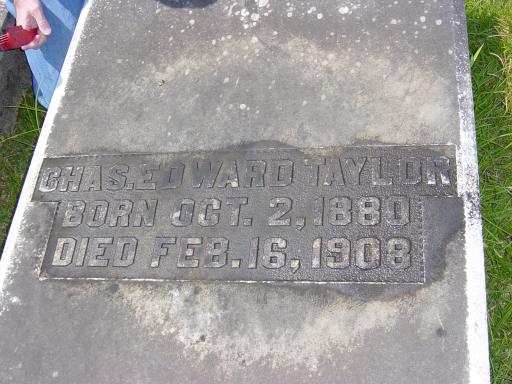 CHAS. EDWARD TAYLOR
BORN OCT. 2, 1880
DIED FEB. 16, 1908